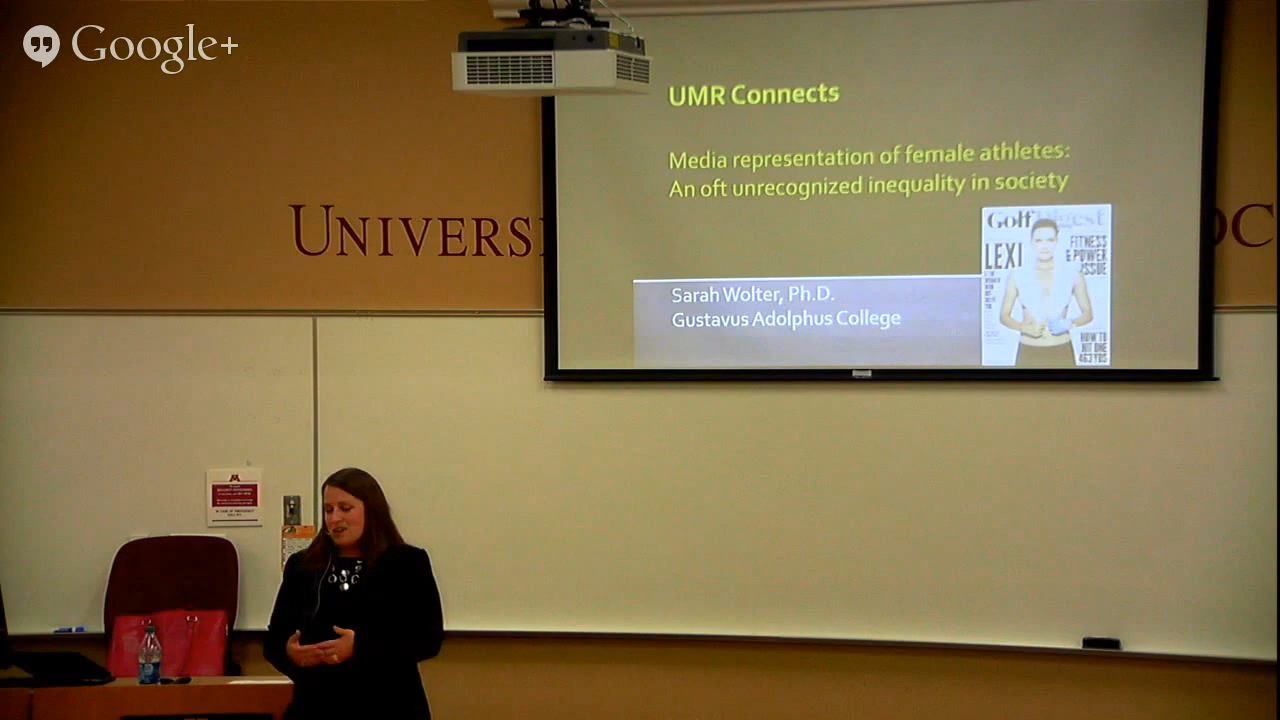 Google+
UMR Connects
Media representation of female athletes:
An oft unrecognized inequality in society
UNIVERS
OC
Golf Digest
LEXI
FITNESS
& POWER
ISSUE
HOW TO
HIT ONE
463 YDS
Sarah Wolter, Ph.D.
Gustavus Adolphus College